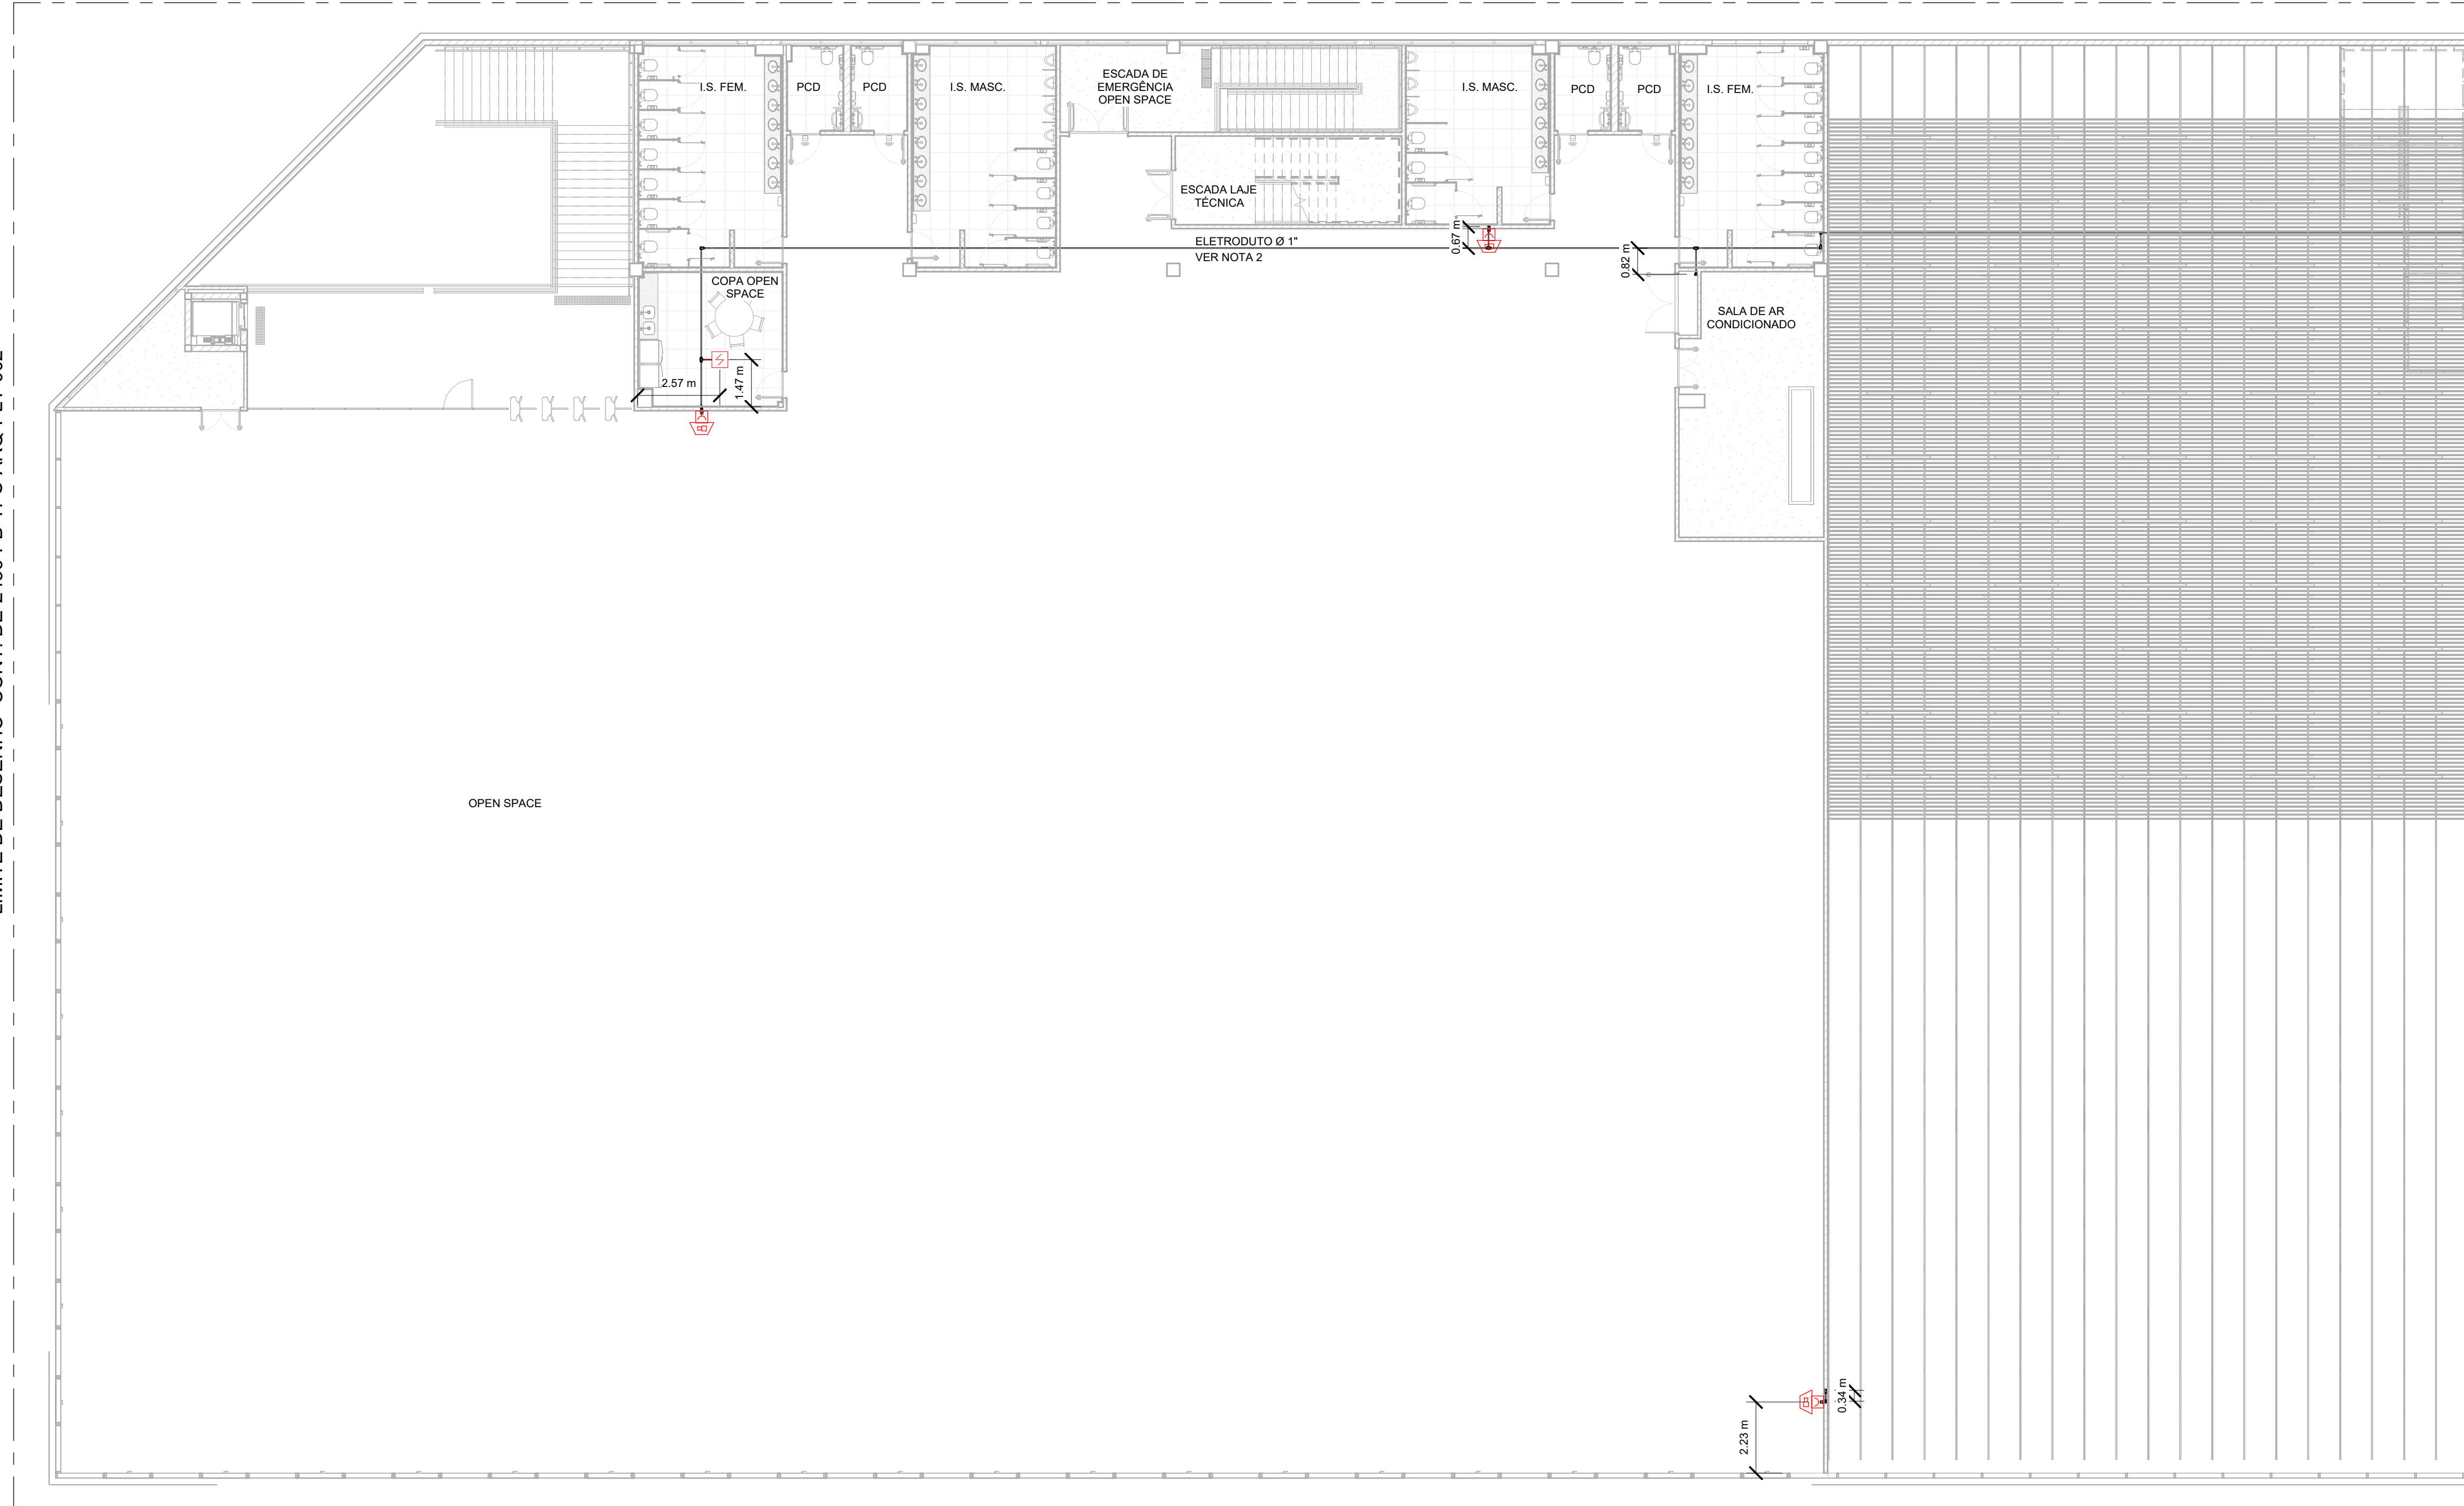 I.S. FEM.
PCD
PCD
I.S. MASC.
ESCADA DE
EMERGÊNCIA
OPEN SPACE
I.S. MASC.
PCD
PCD
I.S. FEM.
ESCADA LAJE
TÉCNICA
ELETRODUTO Ø 1"
VER NOTA 2
0.67 m
0.82 m
COPA OPEN
SPACE
SALA DE AR
CONDICIONADO
2.57 m
1.47 m
OPEN SPACE
0.34 m
2.23 m